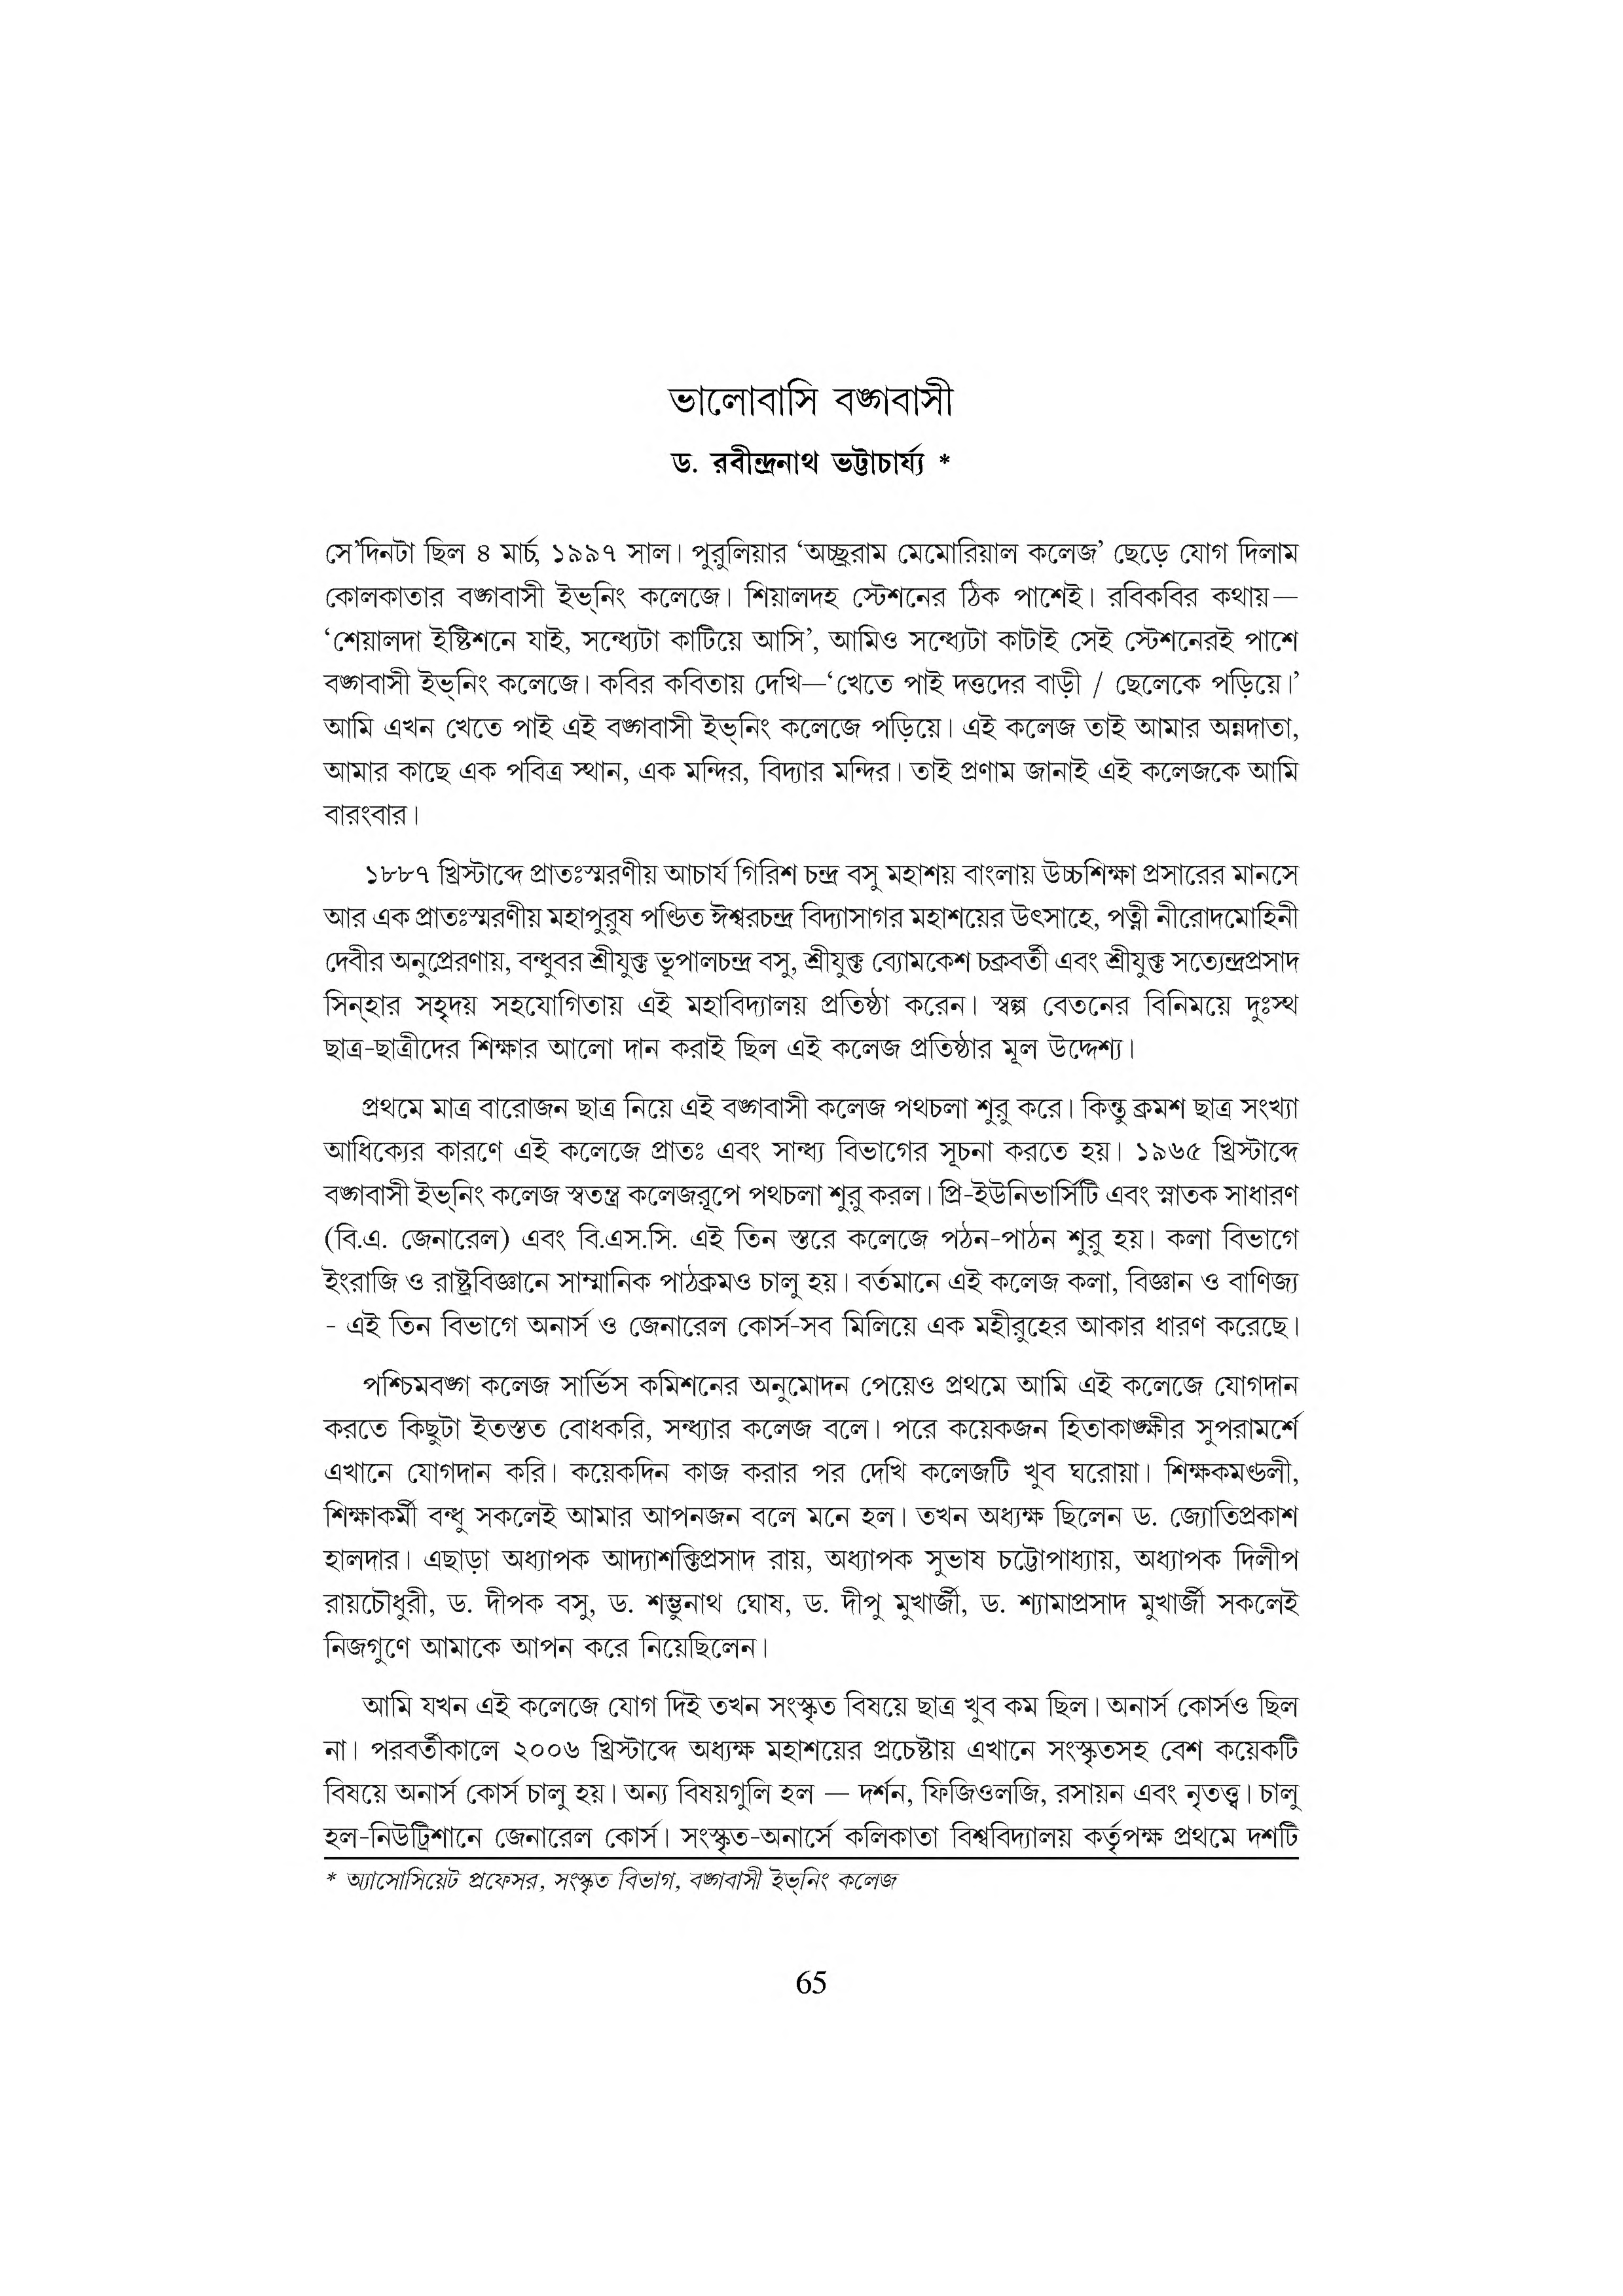 ভালোবাসি বঙ্গবাসী
ড. রবীন্দ্রনাথ ভট্টাচার্য্য *
সে'দিনটা ছিল ৪ মার্চ, ১৯৯৭ সাল। পুরুলিয়ার ‘অচ্ছুরাম মেমোরিয়াল কলেজ’ ছেড়ে যোগ দিলাম
কোলকাতার বঙ্গবাসী ইভ্‌নিং কলেজে। শিয়ালদহ স্টেশনের ঠিক পাশেই। রবিকবির কথায়—
‘শেয়ালদা ইষ্টিশনে যাই, সন্ধ্যেটা কাটিয়ে আসি’, আমিও সন্ধ্যেটা কাটাই সেই স্টেশনেরই পাশে
বঙ্গবাসী ইভ্‌নিং কলেজে। কবির কবিতায় দেখি—‘খেতে পাই দত্তদের বাড়ী / ছেলেকে পড়িয়ে।’
আমি এখন খেতে পাই এই বঙ্গবাসী ইভ্‌নিং কলেজে পড়িয়ে। এই কলেজ তাই আমার অন্নদাতা,
আমার কাছে এক পবিত্র স্থান, এক মন্দির, বিদ্যার মন্দির। তাই প্রণাম জানাই এই কলেজকে আমি
বারংবার।
১৮৮৭ খ্রিস্টাব্দে প্রাতঃস্মরণীয় আচার্য গিরিশ চন্দ্র বসু মহাশয় বাংলায় উচ্চশিক্ষা প্রসারের মানসে
আর এক প্রাতঃস্মরণীয় মহাপুরুষ পণ্ডিত ঈশ্বরচন্দ্র বিদ্যাসাগর মহাশয়ের উৎসাহে, পত্নী নীরোদমোহিনী
দেবীর অনুপ্রেরণায়, বন্ধুবর শ্রীযুক্ত ভূপালচন্দ্র বসু, শ্রীযুক্ত ব্যোমকেশ চক্রবর্তী এবং শ্রীযুক্ত সত্যেন্দ্রপ্রসাদ
সিন্‌হার সহৃদয় সহযোগিতায় এই মহাবিদ্যালয় প্রতিষ্ঠা করেন। স্বল্প বেতনের বিনিময়ে দুঃস্থ
ছাত্র-ছাত্রীদের শিক্ষার আলো দান করাই ছিল এই কলেজ প্রতিষ্ঠার মূল উদ্দেশ্য।
প্রথমে মাত্র বারোজন ছাত্র নিয়ে এই বঙ্গবাসী কলেজ পথচলা শুরু করে। কিন্তু ক্রমশ ছাত্র সংখ্যা
আধিক্যের কারণে এই কলেজে প্রাতঃ এবং সান্ধ্য বিভাগের সূচনা করতে হয়। ১৯৬৫ খ্রিস্টাব্দে
বঙ্গবাসী ইভ্‌নিং কলেজ স্বতন্ত্র কলেজরূপে পথচলা শুরু করল। প্রি-ইউনিভার্সিটি এবং স্নাতক সাধারণ
(বি.এ. জেনারেল) এবং বি.এস.সি. এই তিন স্তরে কলেজে পঠন-পাঠন শুরু হয়। কলা বিভাগে
ইংরাজি ও রাষ্ট্রবিজ্ঞানে সাম্মানিক পাঠক্রমও চালু হয়। বর্তমানে এই কলেজ কলা, বিজ্ঞান ও বাণিজ্য
- এই তিন বিভাগে অনার্স ও জেনারেল কোর্স-সব মিলিয়ে এক মহীরুহের আকার ধারণ করেছে।
পশ্চিমবঙ্গ কলেজ সার্ভিস কমিশনের অনুমোদন পেয়েও প্রথমে আমি এই কলেজে যোগদান
করতে কিছুটা ইতস্তত বোধকরি, সন্ধ্যার কলেজ বলে। পরে কয়েকজন হিতাকাঙ্ক্ষীর সুপরামর্শে
এখানে যোগদান করি। কয়েকদিন কাজ করার পর দেখি কলেজটি খুব ঘরোয়া। শিক্ষকমণ্ডলী,
শিক্ষাকর্মী বন্ধু সকলেই আমার আপনজন বলে মনে হল। তখন অধ্যক্ষ ছিলেন ড. জ্যোতিপ্রকাশ
হালদার। এছাড়া অধ্যাপক আদ্যাশক্তিপ্রসাদ রায়, অধ্যাপক সুভাষ চট্টোপাধ্যায়, অধ্যাপক দিলীপ
রায়চৌধুরী, ড. দীপক বসু, ড. শম্ভুনাথ ঘোষ, ড. দীপু মুখার্জী, ড. শ্যামাপ্রসাদ মুখার্জী সকলেই
নিজগুণে আমাকে আপন করে নিয়েছিলেন।
আমি যখন এই কলেজে যোগ দিই তখন সংস্কৃত বিষয়ে ছাত্র খুব কম ছিল। অনার্স কোর্সও ছিল
না। পরবর্তীকালে ২০০৬ খ্রিস্টাব্দে অধ্যক্ষ মহাশয়ের প্রচেষ্টায় এখানে সংস্কৃতসহ বেশ কয়েকটি
বিষয়ে অনার্স কোর্স চালু হয়। অন্য বিষয়গুলি হল — দর্শন, ফিজিওলজি, রসায়ন এবং নৃতত্ত্ব। চালু
হল-নিউট্রিশানে জেনারেল কোর্স। সংস্কৃত-অনার্সে কলিকাতা বিশ্ববিদ্যালয় কর্তৃপক্ষ প্রথমে দশটি
* অ্যাসোসিয়েট প্রফেসর, সংস্কৃত বিভাগ, বঙ্গবাসী ইভ্‌নিং কলেজ
65